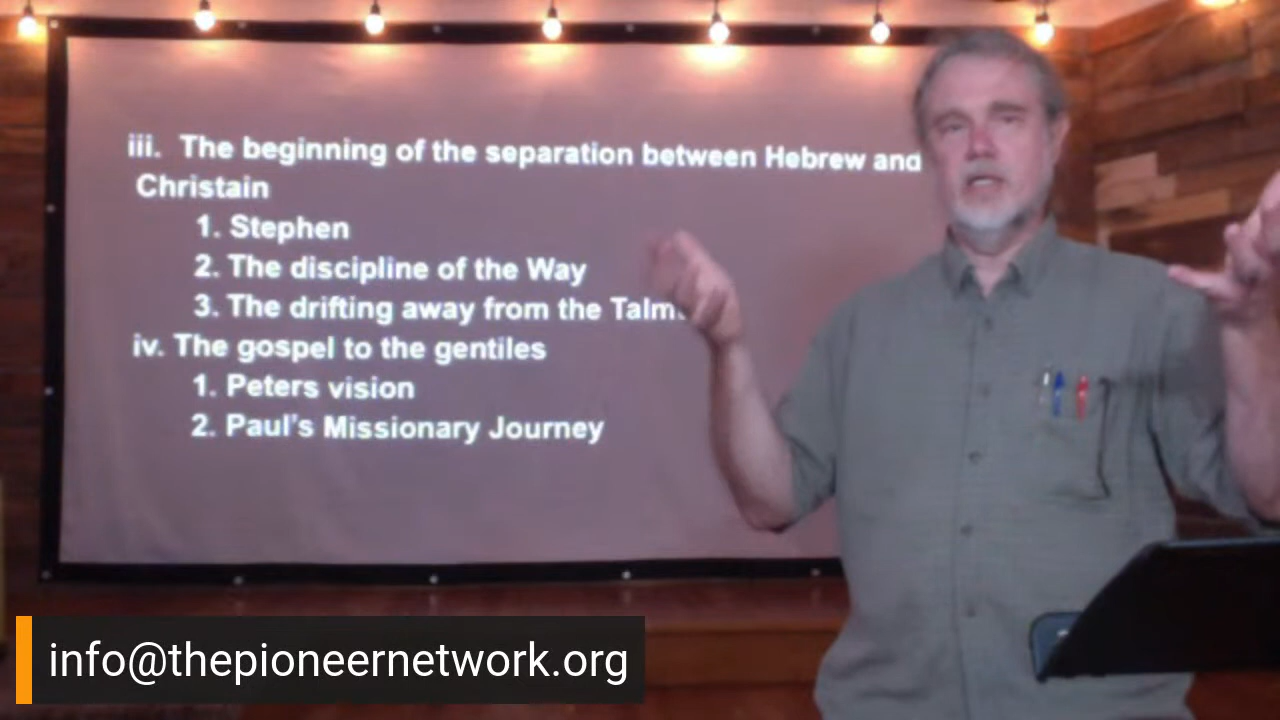 iii. The beginning of the separation between Hebrew and
Christain
1. Stephen
2. The discipline of the Way
3. The drifting away from the
iv. The gospel to the gentiles
1. Peters vision
2. Paul's Missionary Journey
info@thepioneernetwork.org